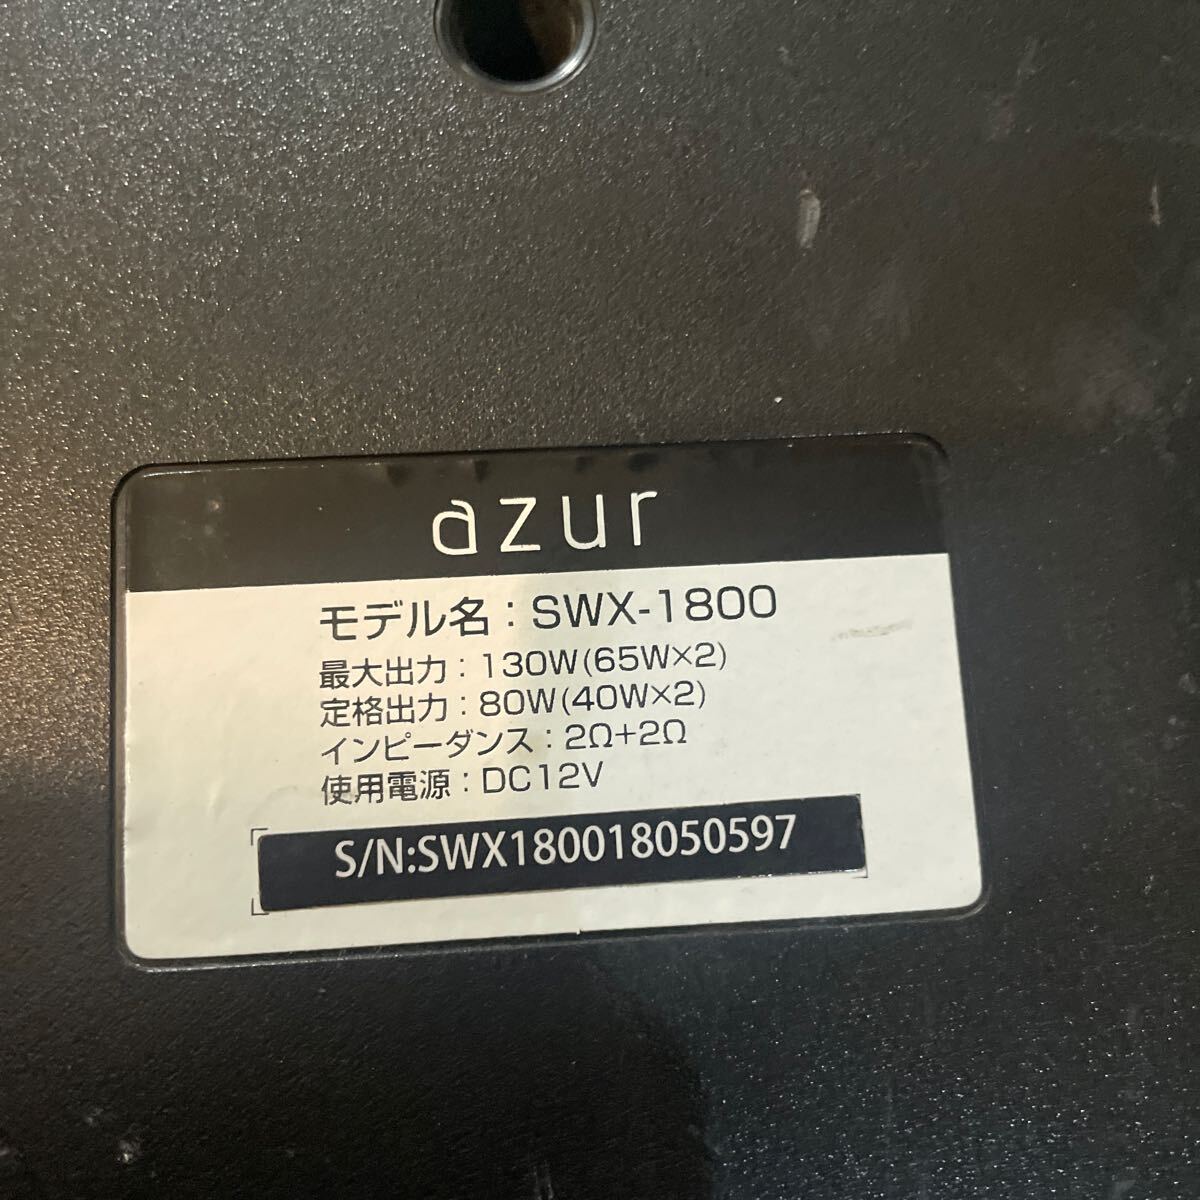 azur
モデル名：SWX-1800
最大出力：130W(65W×2)
定格出力：80W(40W×2)
インピーダンス：2Ω+2Ω
使用電源：DC12V
S/N:SWX180018050597